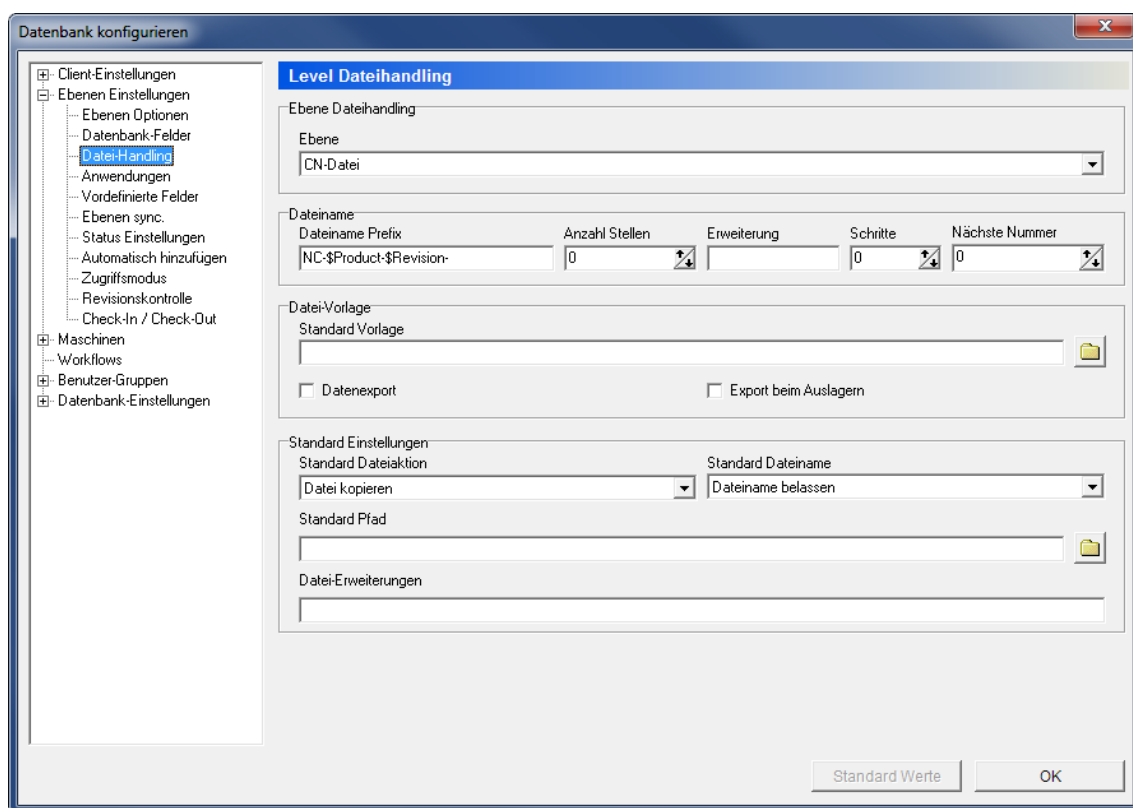 Datenbank konfigurieren
Client-Einstellungen
Ebenen Einstellungen
Ebenen Optionen
Datenbank-Felder
Datei-Handling
Anwendungen
Vordefinierte Felder
Ebenen sync.
Status Einstellungen
Automatisch hinzufügen
Zugriffsmodus
Revisionskontrolle
Check-In / Check-Out
Maschinen
Workflows
Benutzer-Gruppen
Datenbank-Einstellungen
Level Dateihandling
Ebene Dateihandling
Ebene
CN-Datei
Dateiname
Dateiname Prefix Anzahl Stellen Erweiterung Schritte Nächste Nummer
NC-$Product-$Revision- 0 0 0
Datei-Vorlage
Standard Vorlage
Datenexport Export beim Auslagern
Standard Einstellungen
Standard Dateiaktion Standard Dateiname
Datei kopieren Dateiname belassen
Standard Pfad
Datei-Erweiterungen
Standard Werte OK